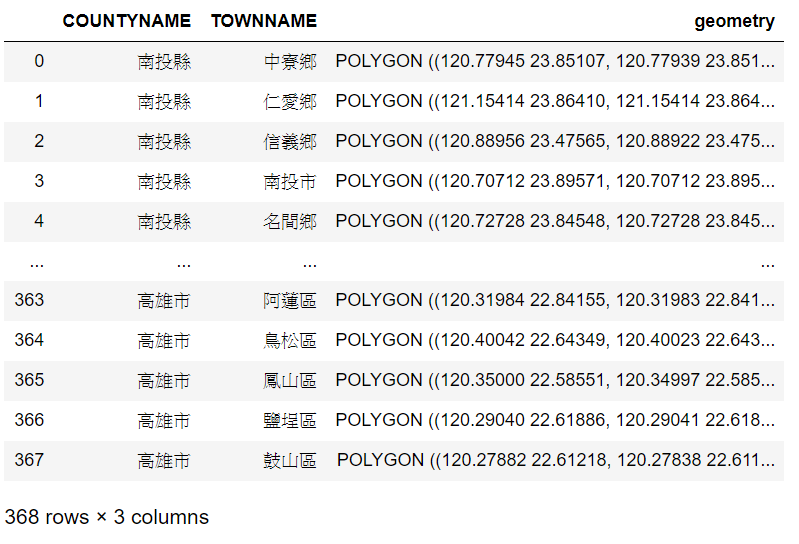 COUNTYNAME TOWNNAME geometry
0 南投縣 中寮鄉 POLYGON ((120.77945 23.85107, 120.77939 23.851...
1 南投縣 仁愛鄉 POLYGON ((121.15414 23.86410, 121.15414 23.864...
2 南投縣 信義鄉 POLYGON ((120.88956 23.47565, 120.88922 23.475...
3 南投縣 南投市 POLYGON ((120.70712 23.89571, 120.70712 23.895...
4 南投縣 名間鄉 POLYGON ((120.72728 23.84548, 120.72728 23.845...
... ... ... ...
363 高雄市 阿蓮區 POLYGON ((120.31984 22.84155, 120.31983 22.841...
364 高雄市 鳥松區 POLYGON ((120.40042 22.64349, 120.40023 22.643...
365 高雄市 鳳山區 POLYGON ((120.35000 22.58551, 120.34997 22.585...
366 高雄市 鹽埕區 POLYGON ((120.29040 22.61886, 120.29041 22.618...
367 高雄市 鼓山區 POLYGON ((120.27882 22.61218, 120.27838 22.611...
368 rows × 3 columns